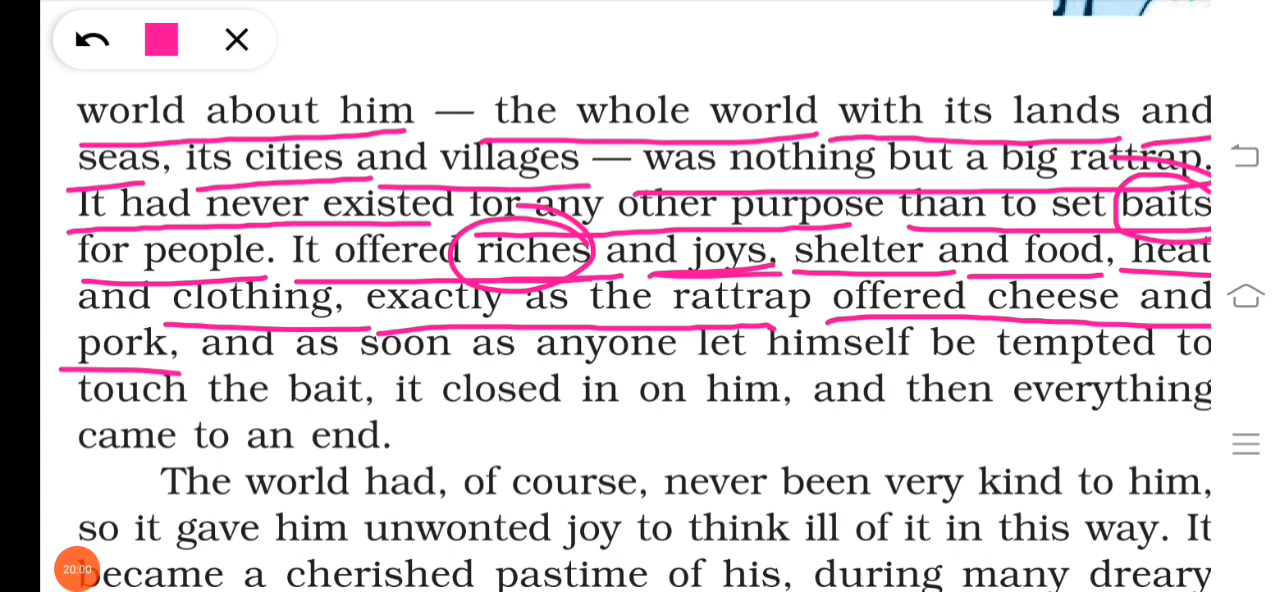 world about him — the whole world with its lands and
seas, its cities and villages — was nothing but a big rattrap.
It had never existed for any other purpose than to set baits
for people. It offered riches and joys, shelter and food, heat
and clothing, exactly as the rattrap offered cheese and
pork, and as soon as anyone let himself be tempted to
touch the bait, it closed in on him, and then everything
came to an end.
The world had, of course, never been very kind to him,
so it gave him unwonted joy to think ill of it in this way. It
20:00
became a cherished pastime of his, during many dreary